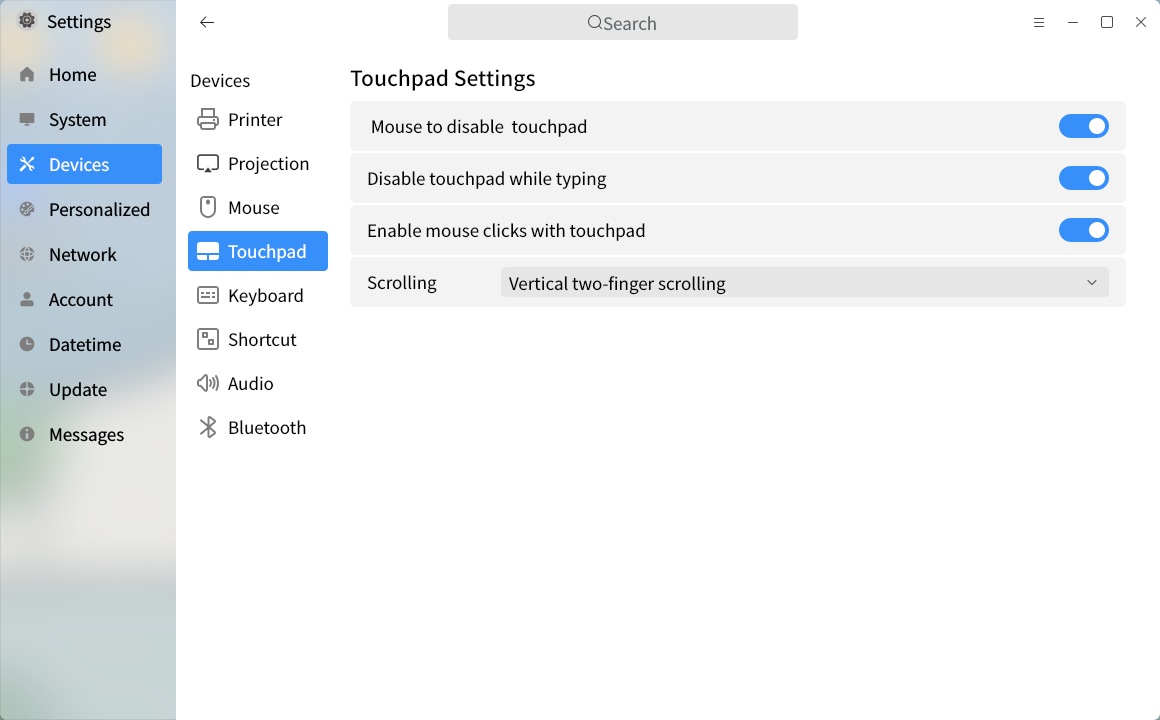 Settings
Search
Home
System
Devices
Personalized
Network
Account
Datetime
Update
Messages
Devices
Printer
Projection
Mouse
Touchpad
Keyboard
Shortcut
Audio
Bluetooth
Touchpad Settings
Mouse to disable  touchpad
Disable touchpad while typing
Enable mouse clicks with touchpad
Scrolling Vertical two-finger scrolling